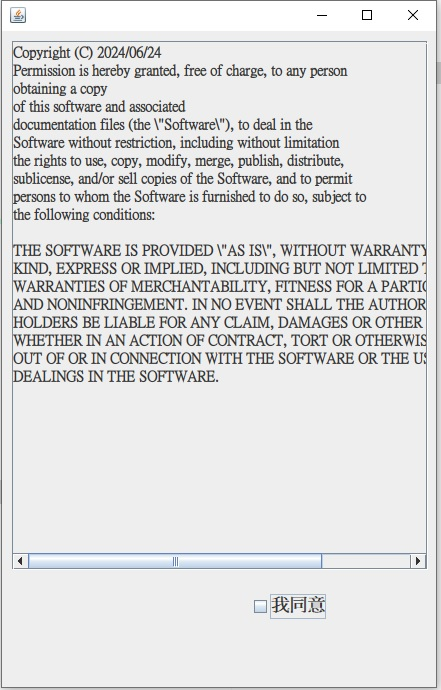 Copyright (C) 2024/06/24
Permission is hereby granted, free of charge, to any person
obtaining a copy
of this software and associated
documentation files (the \"Software\"), to deal in the
Software without restriction, including without limitation
the rights to use, copy, modify, merge, publish, distribute,
sublicense, and/or sell copies of the Software, and to permit
persons to whom the Software is furnished to do so, subject to
the following conditions:

THE SOFTWARE IS PROVIDED \"AS IS\", WITHOUT WARRANTY
KIND, EXPRESS OR IMPLIED, INCLUDING BUT NOT LIMITED
WARRANTIES OF MERCHANTABILITY, FITNESS FOR A
AND NONINFRINGEMENT. IN NO EVENT SHALL THE AUTHOR
HOLDERS BE LIABLE FOR ANY CLAIM, DAMAGES OR OTHER
WHETHER IN AN ACTION OF CONTRACT, TORT OR
OUT OF OR IN CONNECTION WITH THE SOFTWARE OR THE
DEALINGS IN THE SOFTWARE.
我同意